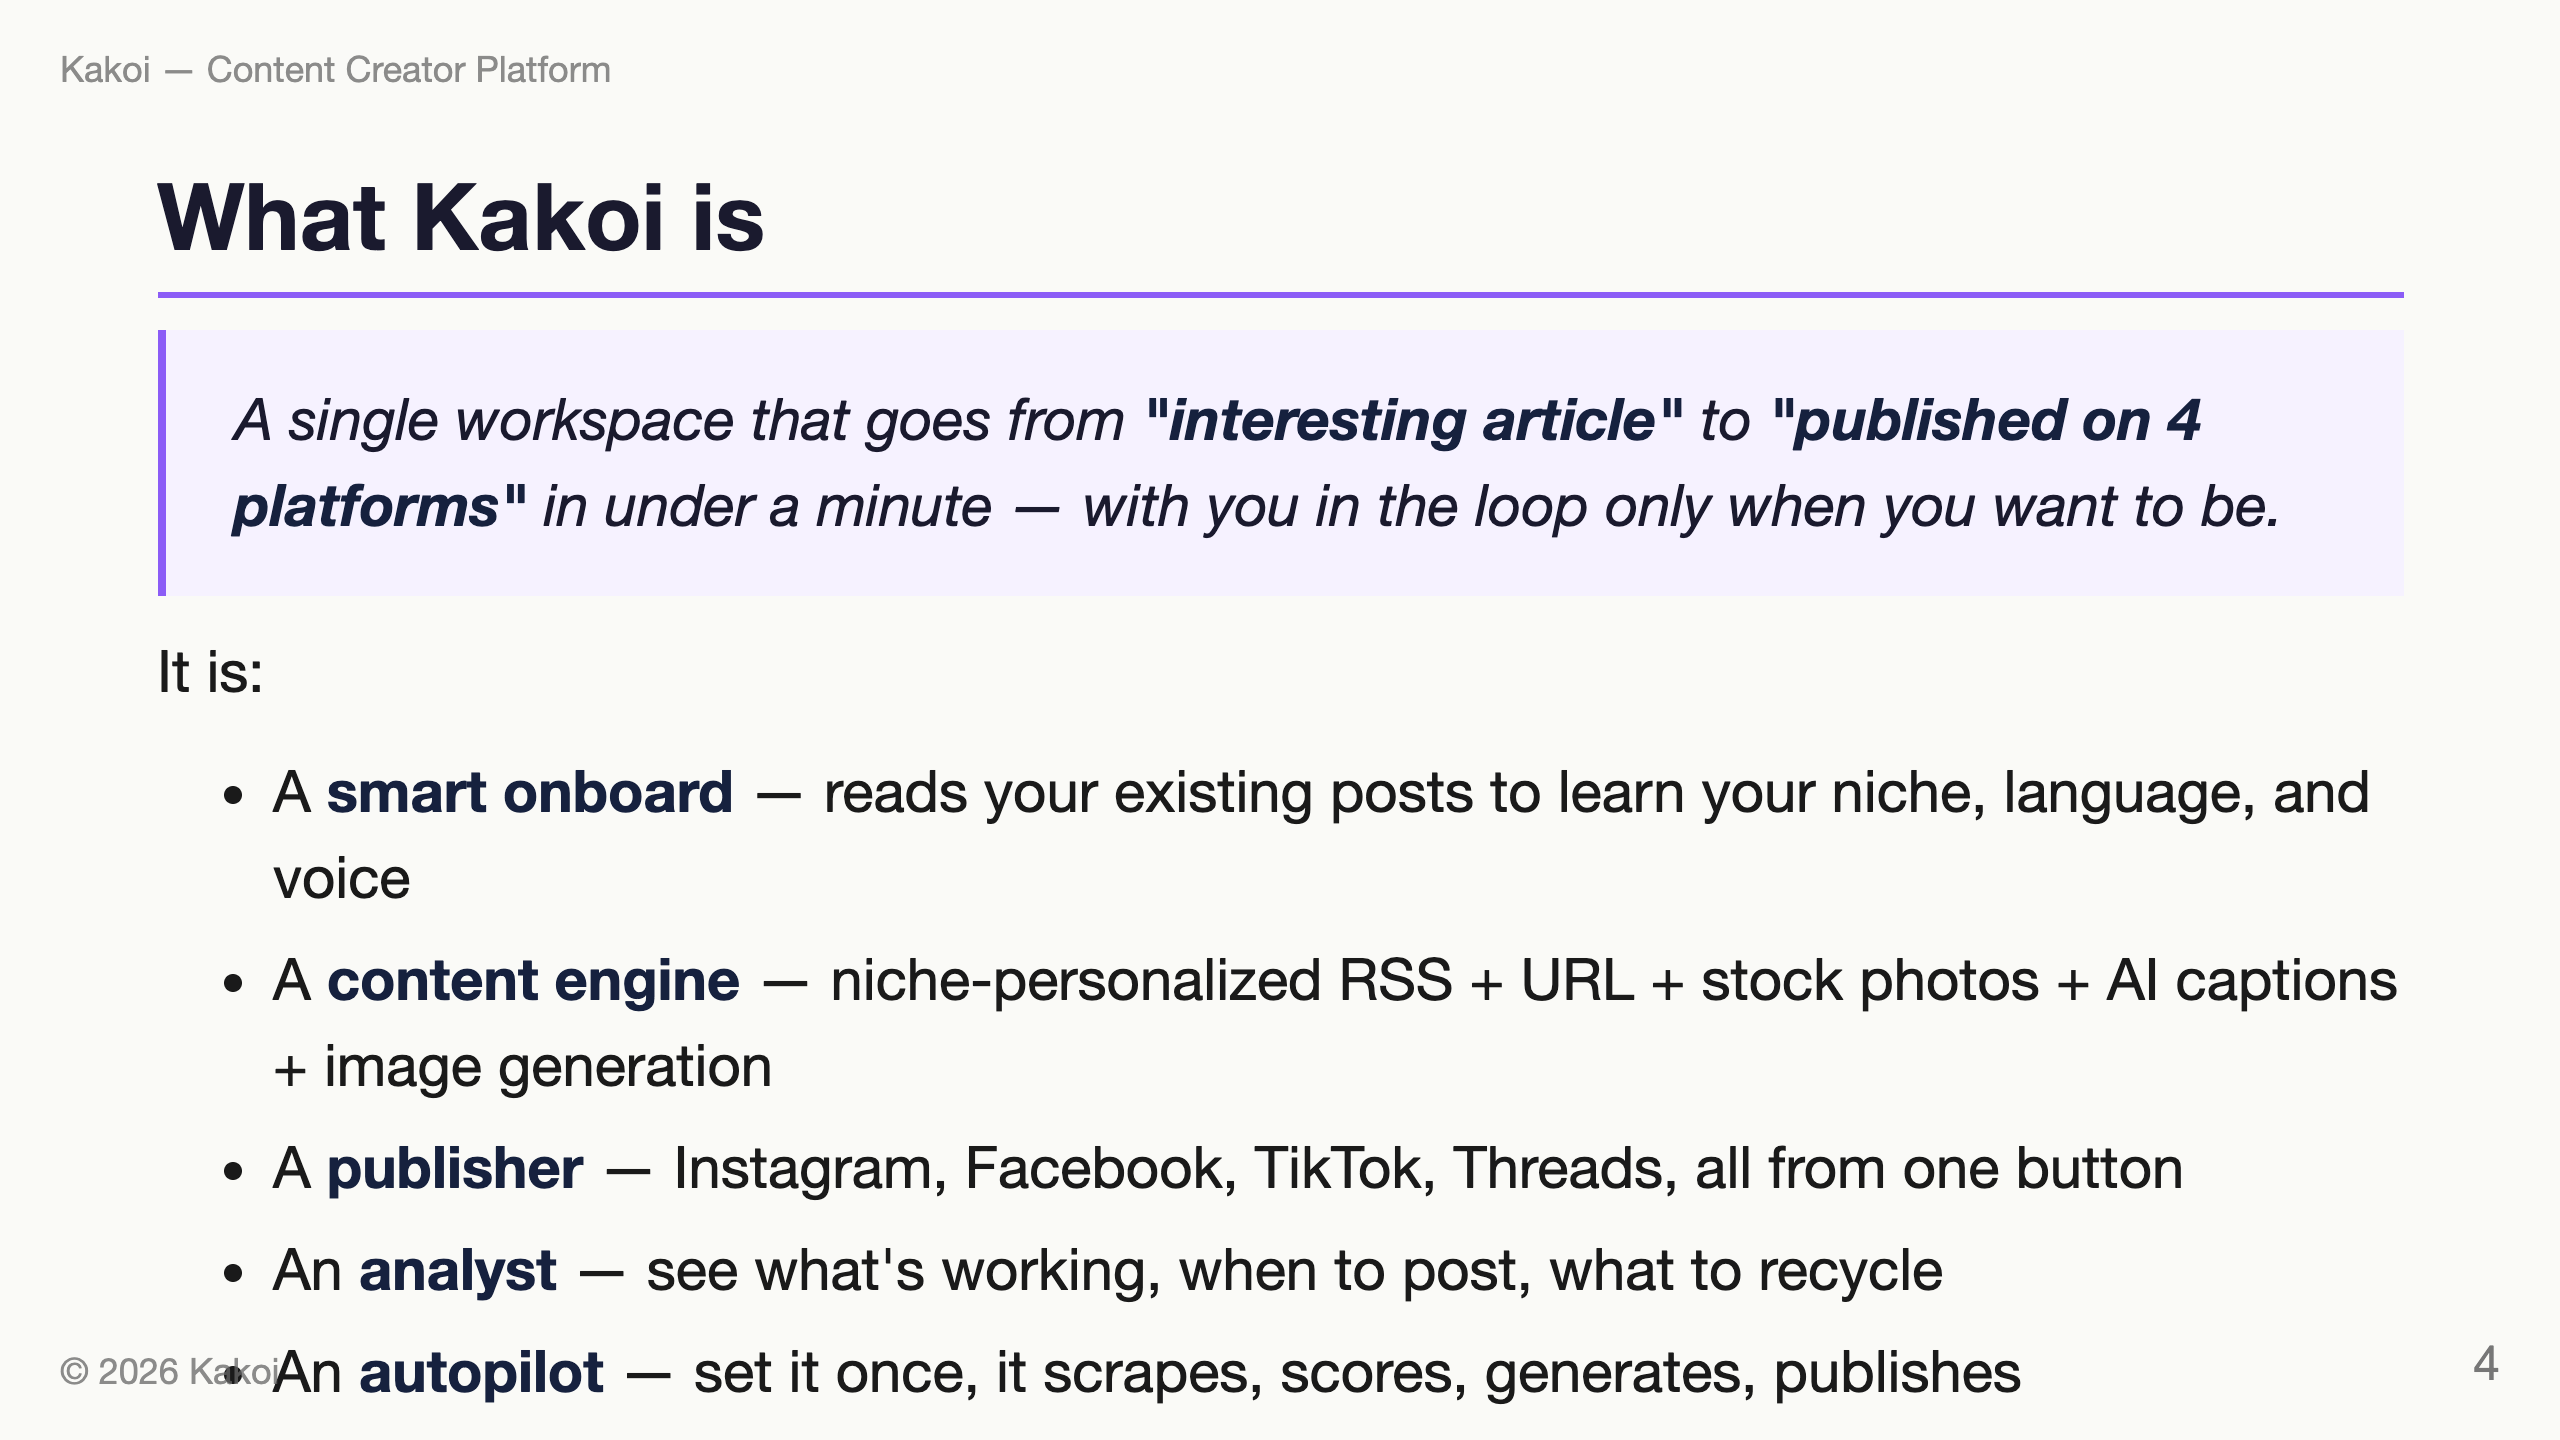 Kakoi — Content Creator Platform
What Kakoi is
A single workspace that goes from "interesting article" to "published on 4
platforms" in under a minute — with you in the loop only when you want to be.
It is:
• A smart onboard — reads your existing posts to learn your niche, language, and
voice
• A content engine — niche-personalized RSS + URL + stock photos + AI captions
+ image generation
• A publisher — Instagram, Facebook, TikTok, Threads, all from one button
• An analyst — see what's working, when to post, what to recycle
• An autopilot — set it once, it scrapes, scores, generates, publishes
© 2026 Kakoi
4